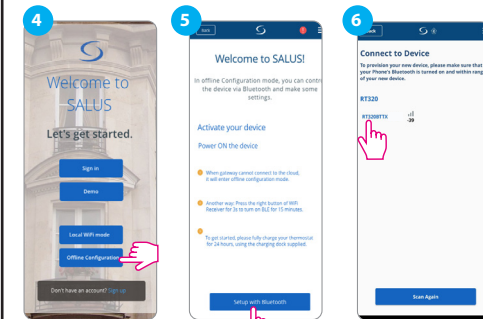 4
Welcome to
SALUS
Let's get started.
Sign in
Demo
Local WiFi mode
Offline Configuration
Don't have an account? Sign up
5
Back
Welcome to SALUS!
In offline Configuration mode, you can contr
the device via Bluetooth and make some
settings.
Activate your device
Power ON the device
When gateway cannot connect to the cloud,
it will enter offline configuration mode.
Another way: Press the right button of WiFi
Receiver for 3s to turn on BLE for 15 minutes.
To get started, please fully charge your thermostat
for 24 hours, using the charging dock supplied.
Setup with Bluetooth
6
Connect to Device
To provision your new device, please make sure that
your Phone's Bluetooth is turned on and within rang
of your new device.
RT320
RT320BTTX
-39
Scan Again